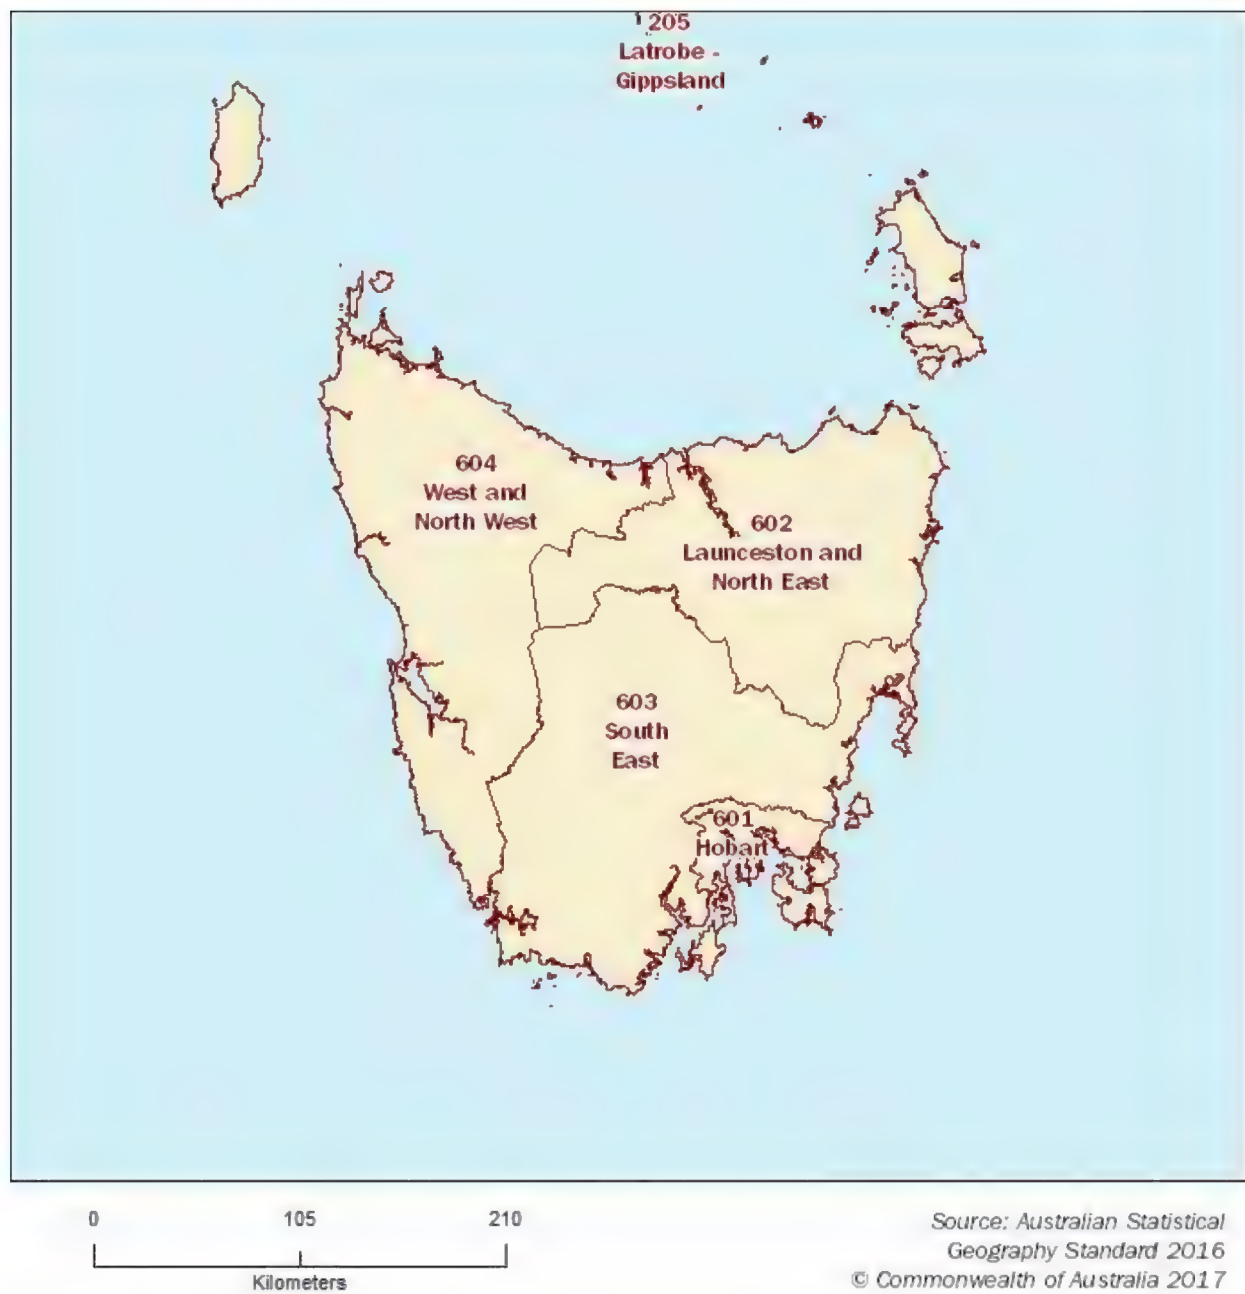 205
Latrobe -
Gippsland
604
West and
North West
602
Launceston and
North East
603
South
East
601
Hobart
0 105 210
Kilometers
Source: Australian Statistical
Geography Standard 2016
© Commonwealth of Australia 2017